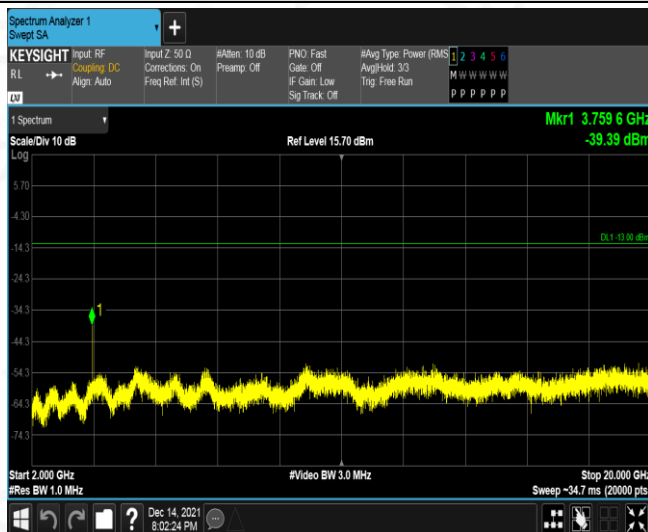 Spectrum Analyzer 1
Swept SA
+
KEYSIGHT
RL
LXI
Input: RF
Coupling: DC
Align: Auto
Input Z: 50 Ω
Corrections: On
Freq Ref: Int (S)
#Atten: 10 dB
Preamp: Off
PNO: Fast
Gate: Off
IF Gain: Low
Sig Track: Off
#Avg Type: Power (RMS
Avg|Hold: 3/3
Trig: Free Run
1 2 3 4 5 6
M W W W W W
P P P P P P
1 Spectrum
Mkr1 3.759 6 GHz
Scale/Div 10 dB
Ref Level 15.70 dBm
-39.39 dBm
Log
5.70
-4.30
DL1 -13.00 dBm
-14.3
-24.3
-34.3
1
-44.3
-54.3
-64.3
-74.3
Start 2.000 GHz
#Video BW 3.0 MHz
Stop 20.000 GHz
#Res BW 1.0 MHz
Sweep ~34.7 ms (20000 pts
?
Dec 14, 2021
8:02:24 PM